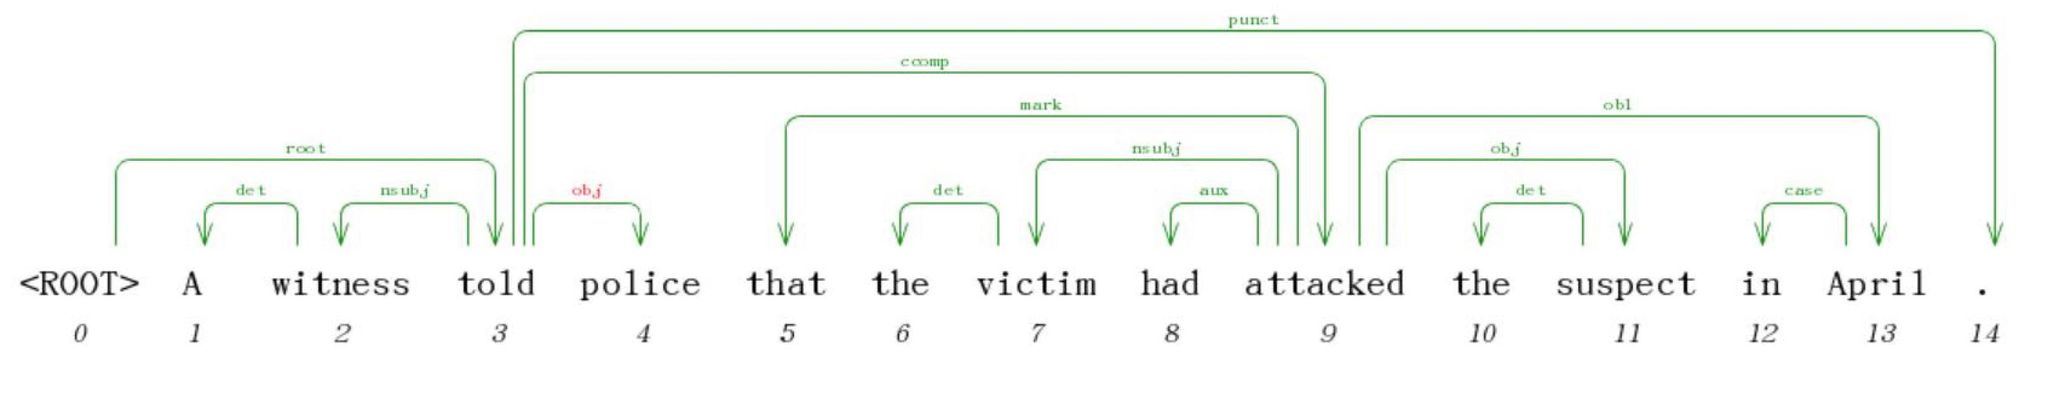 punct
ccomp
mark obl
root nsubj obj
det nsubj obj det aux det case
<ROOT> A witness told police that the victim had attacked the suspect in April .
0 1 2 3 4 5 6 7 8 9 10 11 12 13 14